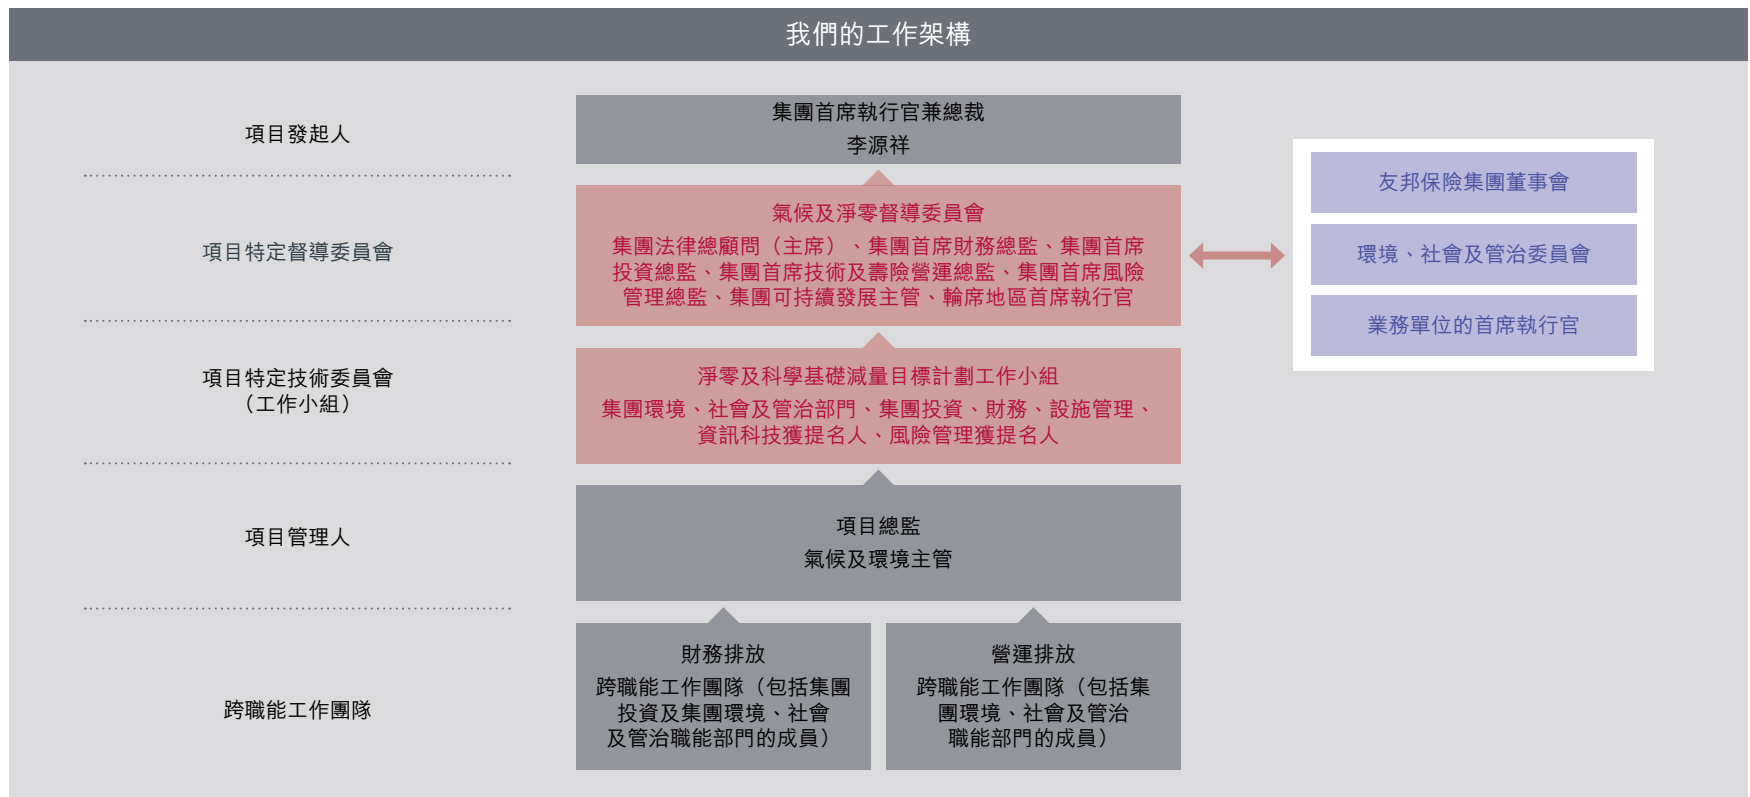 我們的工作架構
項目發起人
集團首席執行官兼總裁
李源祥
項目特定督導委員會
氣候及淨零督導委員會
集團法律總顧問（主席）、集團首席財務總監、集團首席
投資總監、集團首席技術及壽險營運總監、集團首席風險
管理總監、集團可持續發展主管、輪席地區首席執行官
友邦保險集團董事會
環境、社會及管治委員會
業務單位的首席執行官
項目特定技術委員會
（工作小組）
淨零及科學基礎減量目標計劃工作小組
集團環境、社會及管治部門、集團投資、財務、設施管理、
資訊科技獲提名人、風險管理獲提名人
項目管理人
項目總監
氣候及環境主管
跨職能工作團隊
財務排放
跨職能工作團隊（包括集團
投資及集團環境、社會
及管治職能部門的成員）
營運排放
跨職能工作團隊（包括集
團環境、社會及管治
職能部門的成員）